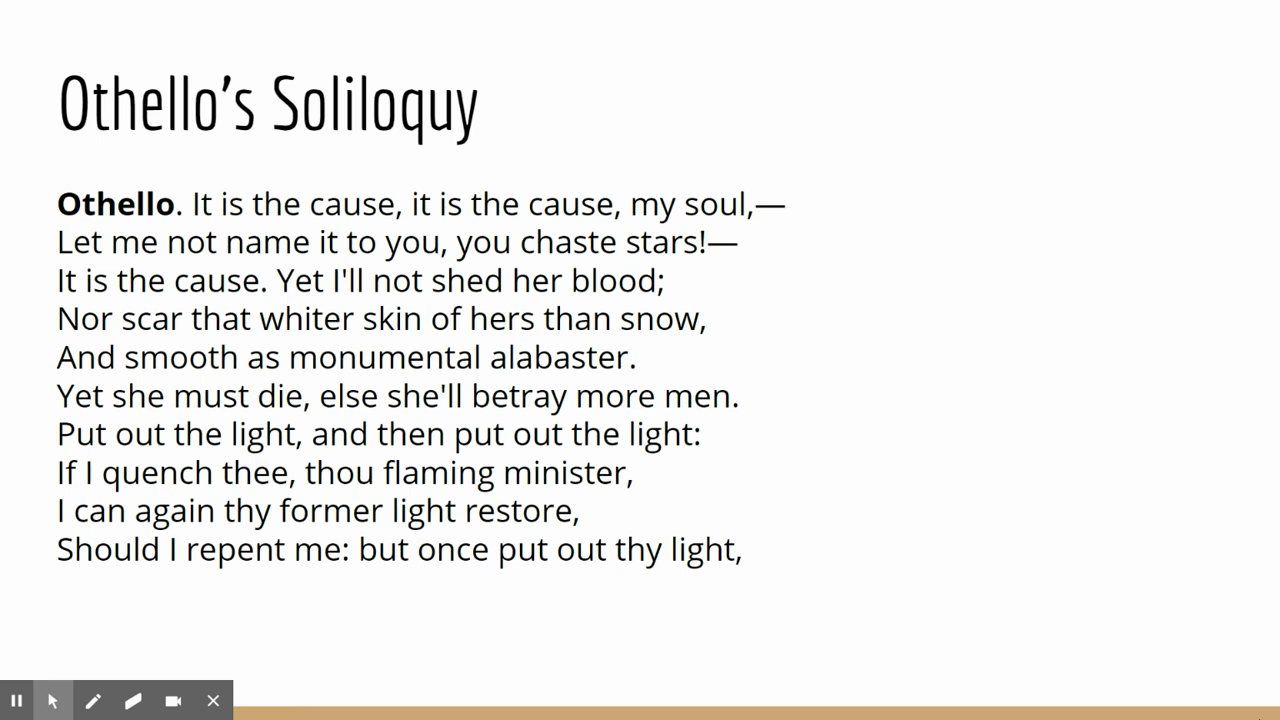 Othello's Soliloquy
Othello. It is the cause, it is the cause, my soul,—
Let me not name it to you, you chaste stars!—
It is the cause. Yet I'll not shed her blood;
Nor scar that whiter skin of hers than snow,
And smooth as monumental alabaster.
Yet she must die, else she'll betray more men.
Put out the light, and then put out the light:
If I quench thee, thou flaming minister,
I can again thy former light restore,
Should I repent me: but once put out thy light,